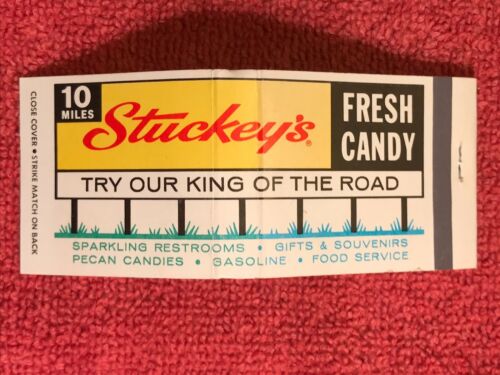 CLOSE COVER • STRIKE MATCH ON BACK
10
MILES
Stuckey's®
FRESH
CANDY
TRY OUR KING OF THE ROAD
SPARKLING RESTROOMS • GIFTS & SOUVENIRS
PECAN CANDIES • GASOLINE • FOOD SERVICE